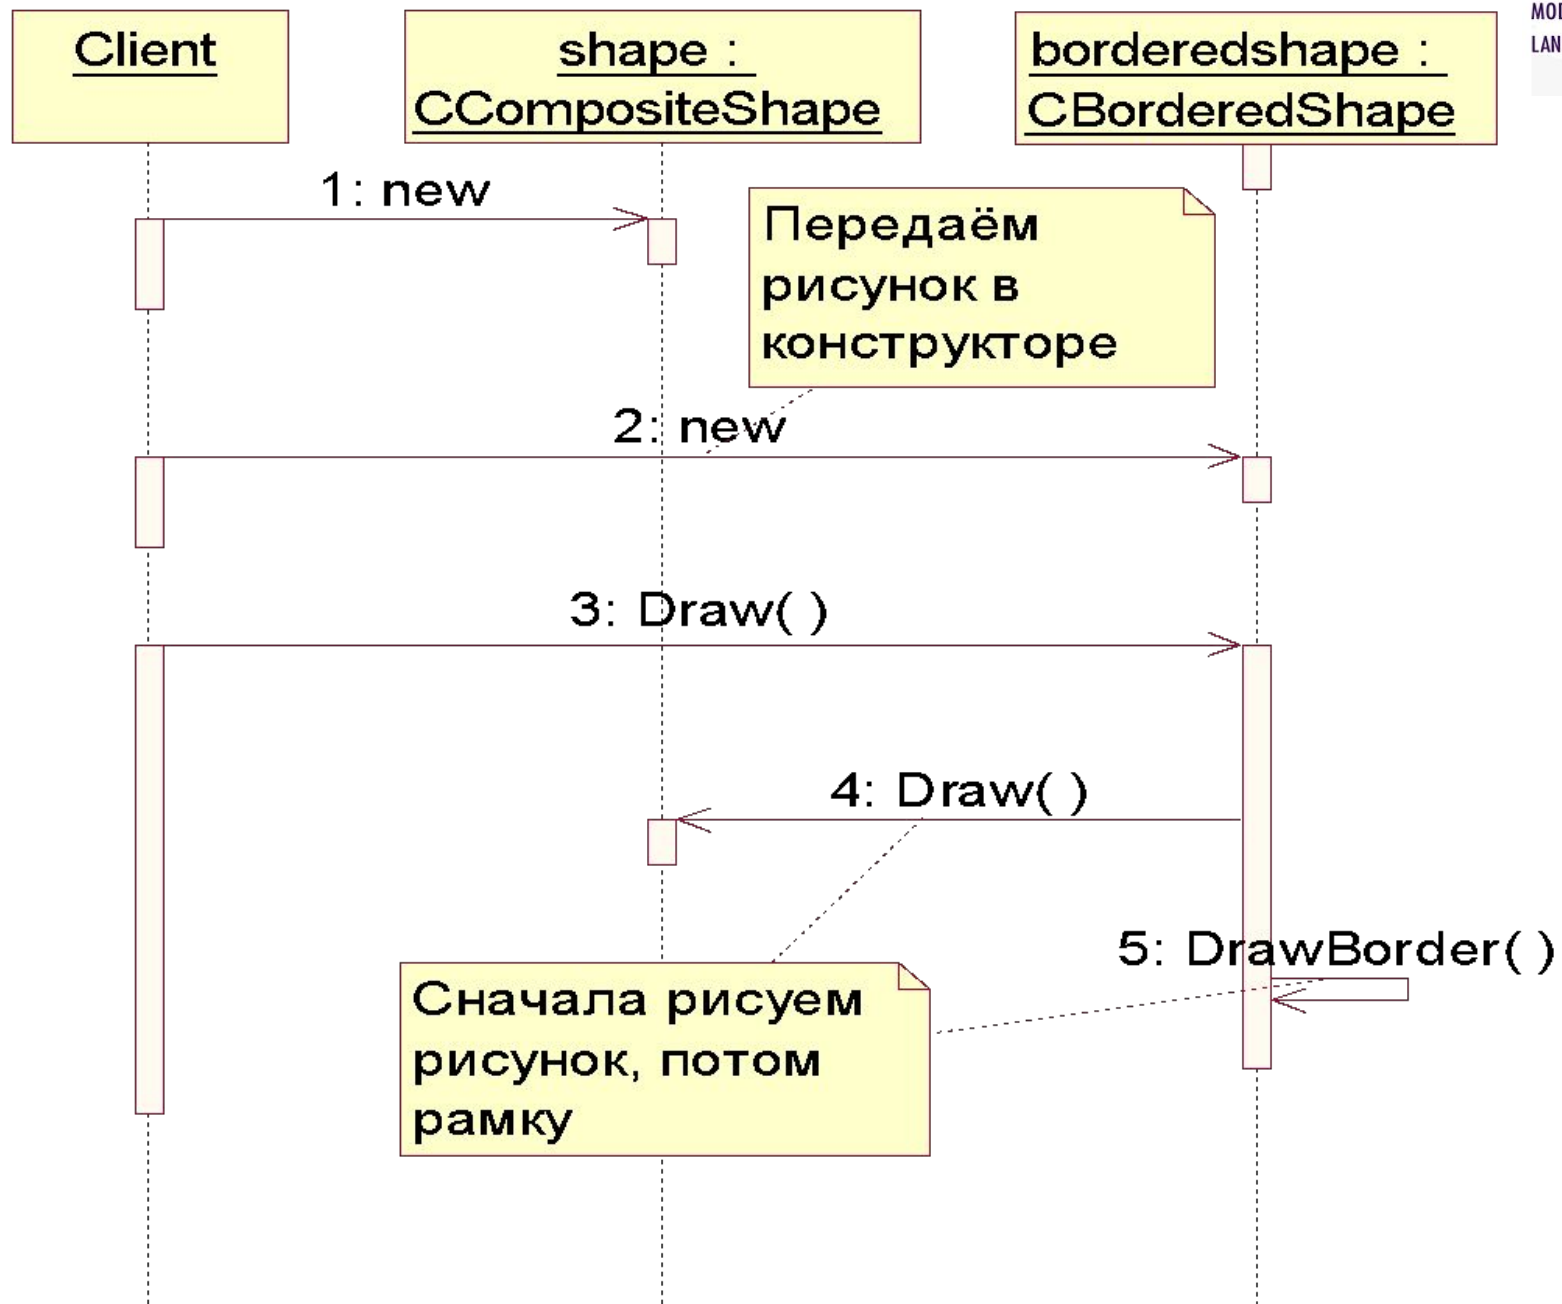 Client
shape :
CCompositeShape
borderedshape :
CBorderedShape
1: new
Передаём
рисунок в
конструкторе
2: new
3: Draw( )
4: Draw( )
5: DrawBorder( )
Сначала рисуем
рисунок, потом
рамку